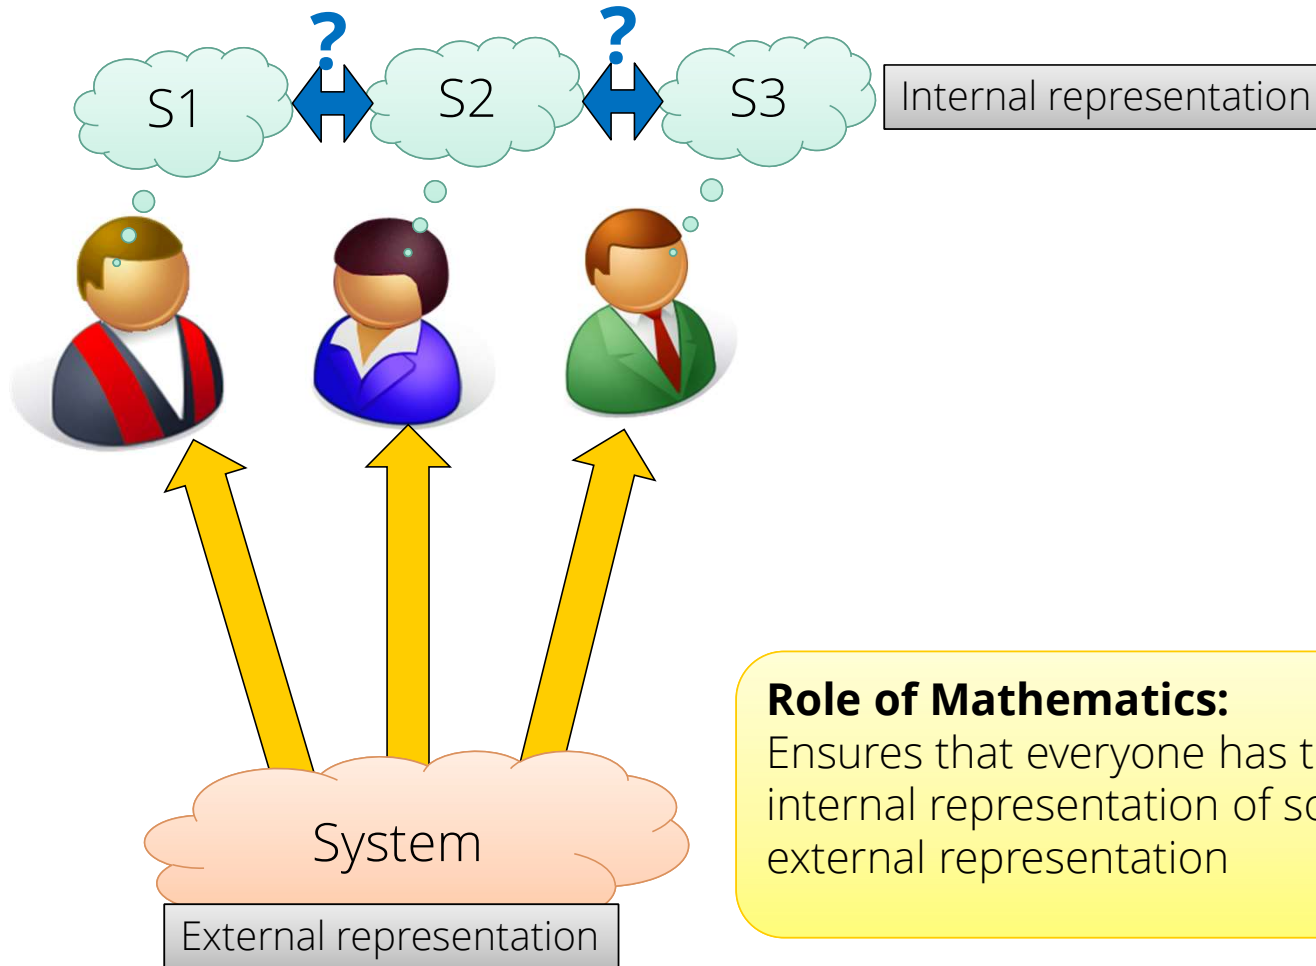 ?
?
S1
S2
S3
Internal representation
System
External representation
Role of Mathematics:
Ensures that everyone has
internal representation of
external representation